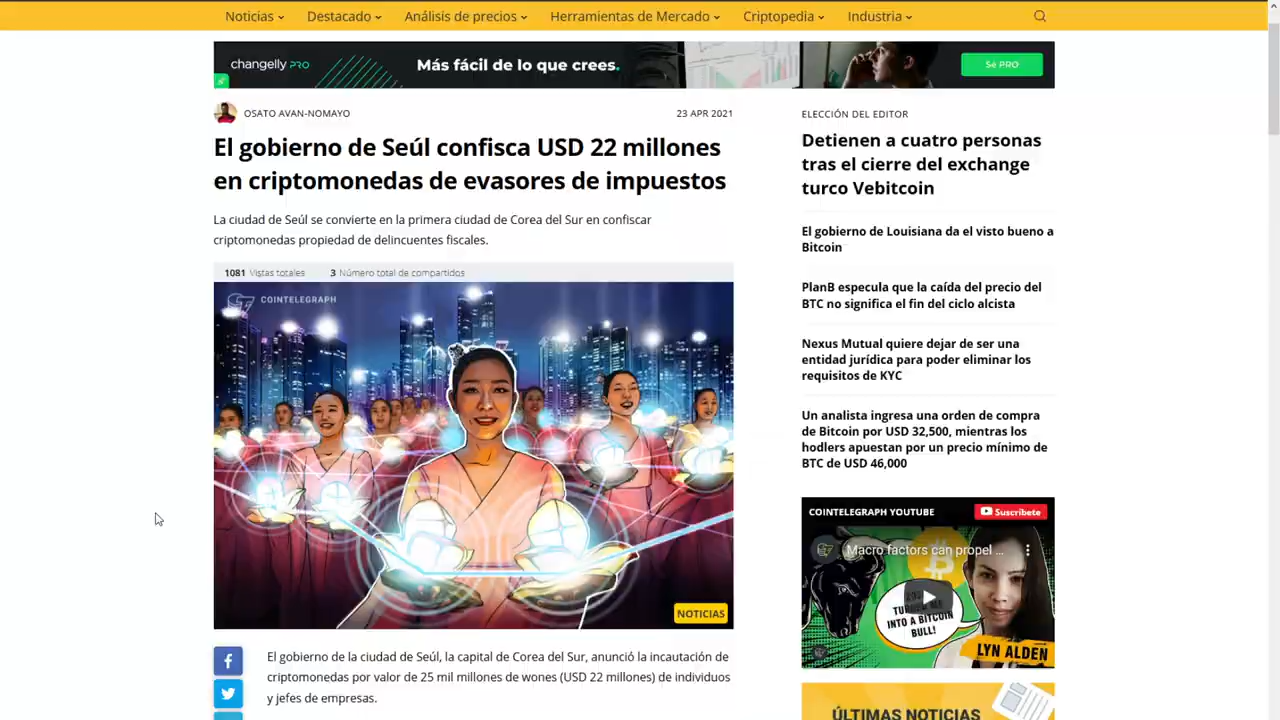 Noticias
Destacado
Análisis de precios
Herramientas de Mercado
Criptopedia
Industria
changelly PRO
Más fácil de lo que crees.
Sé PRO
OSATO AVAN-NOMAYO
23 APR 2021
El gobierno de Seúl confisca USD 22 millones
en criptomonedas de evasores de impuestos
La ciudad de Seúl se convierte en la primera ciudad de Corea del Sur en confiscar
criptomonedas propiedad de delincuentes fiscales.
1081 Vistas totales
3 Número total de compartidos
COINTELEGRAPH
NOTICIAS
El gobierno de la ciudad de Seúl, la capital de Corea del Sur, anunció la incautación de
criptomonedas por valor de 25 mil millones de wones (USD 22 millones) de individuos
y jefes de empresas.
ELECCIÓN DEL EDITOR
Detienen a cuatro personas
tras el cierre del exchange
turco Vebitcoin
El gobierno de Louisiana da el visto bueno a
Bitcoin
PlanB especula que la caída del precio del
BTC no significa el fin del ciclo alcista
Nexus Mutual quiere dejar de ser una
entidad jurídica para poder eliminar los
requisitos de KYC
Un analista ingresa una orden de compra
de Bitcoin por USD 32,500, mientras los
hodlers apuestan por un precio mínimo de
BTC de USD 46,000
COINTELEGRAPH YOUTUBE
Suscríbete
Macro factors can propel ...
TURNED ME
INTO A BITCOIN
BULL!
LYN ALDEN
ÚLTIMAS NOTICIAS